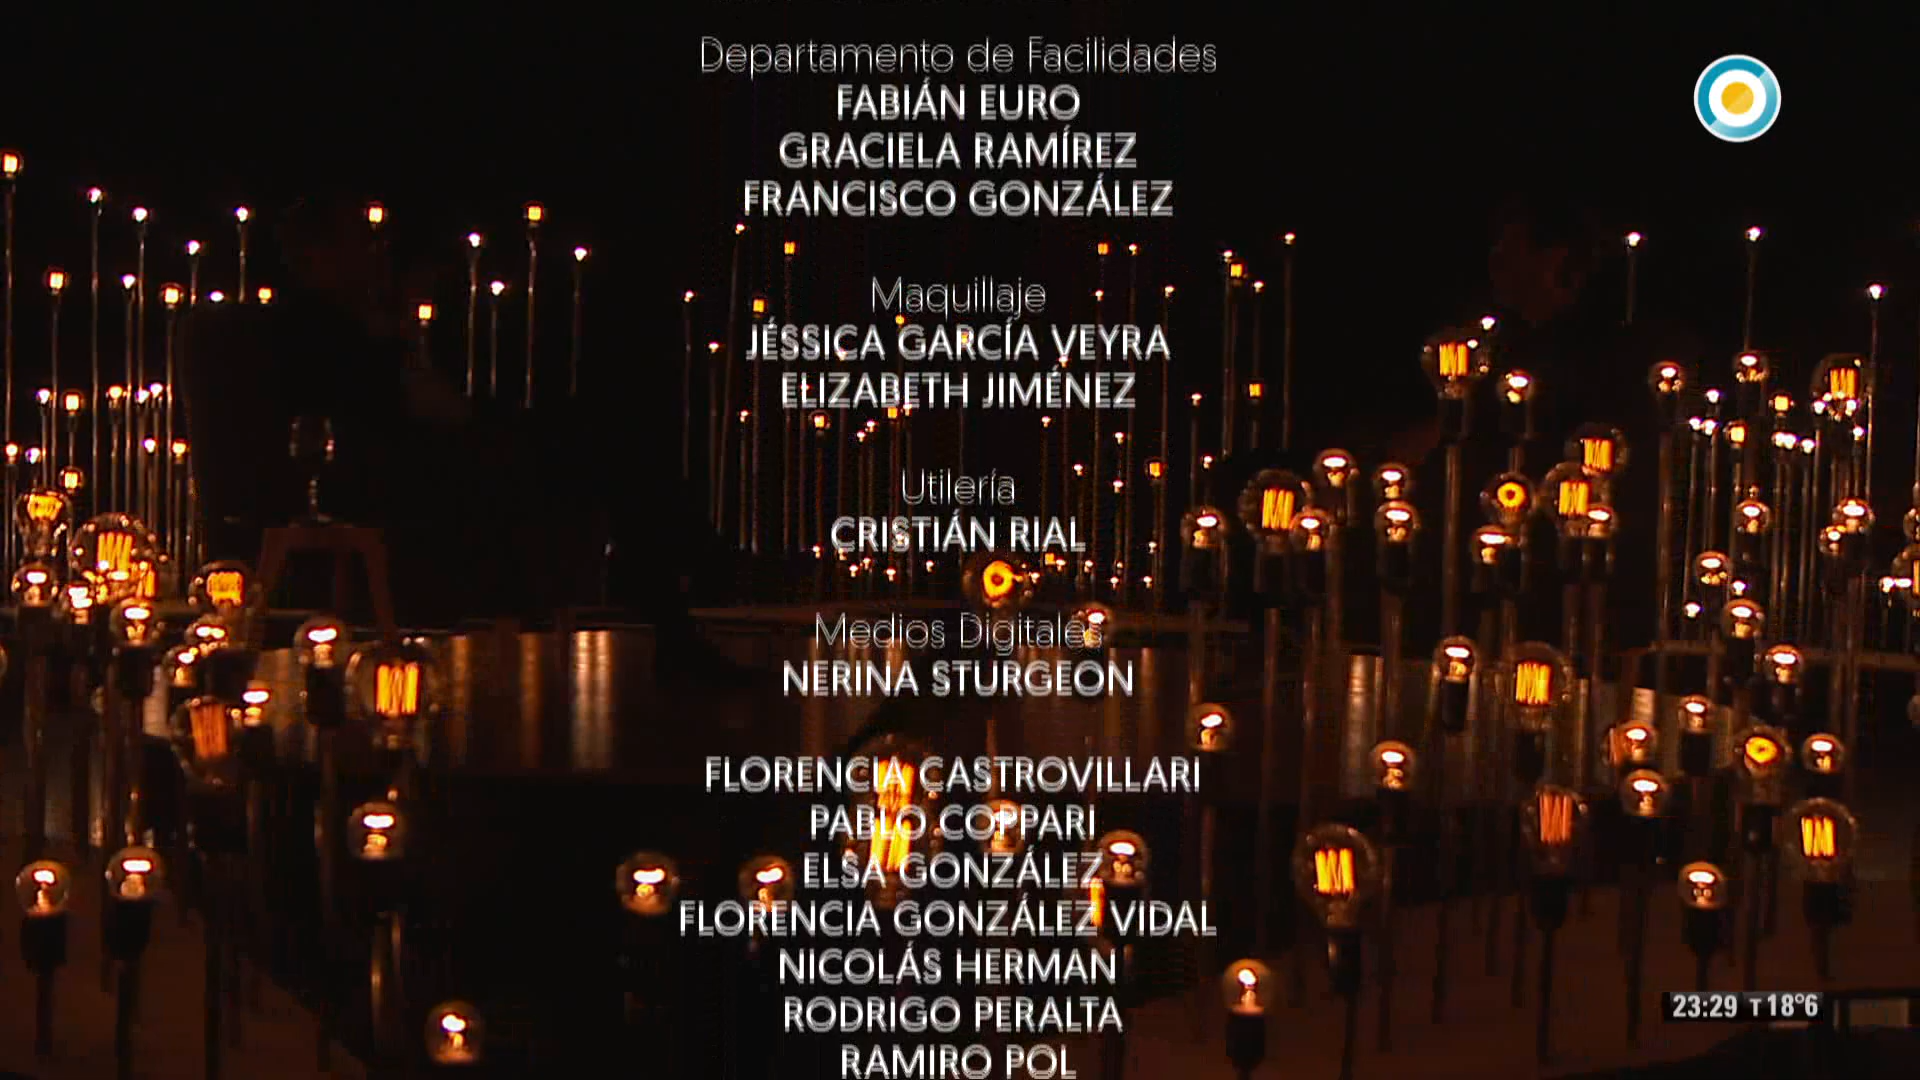 Departamento de Facilidades
FABIÁN EURO
GRACIELA RAMÍREZ
FRANCISCO GONZÁLEZ
Maquillaje
JÉSSICA GARCÍA VEYRA
ELIZABETH JIMÉNEZ
Utilería
CRISTIÁN RIAL
Medios Digitales
NERINA STURGEON
FLORENCIA CASTROVILLARI
PABLO COPPARI
ELSA GONZÁLEZ
FLORENCIA GONZÁLEZ VIDAL
NICOLÁS HERMAN
RODRIGO PERALTA
RAMIRO POL
23:29 T 18°6